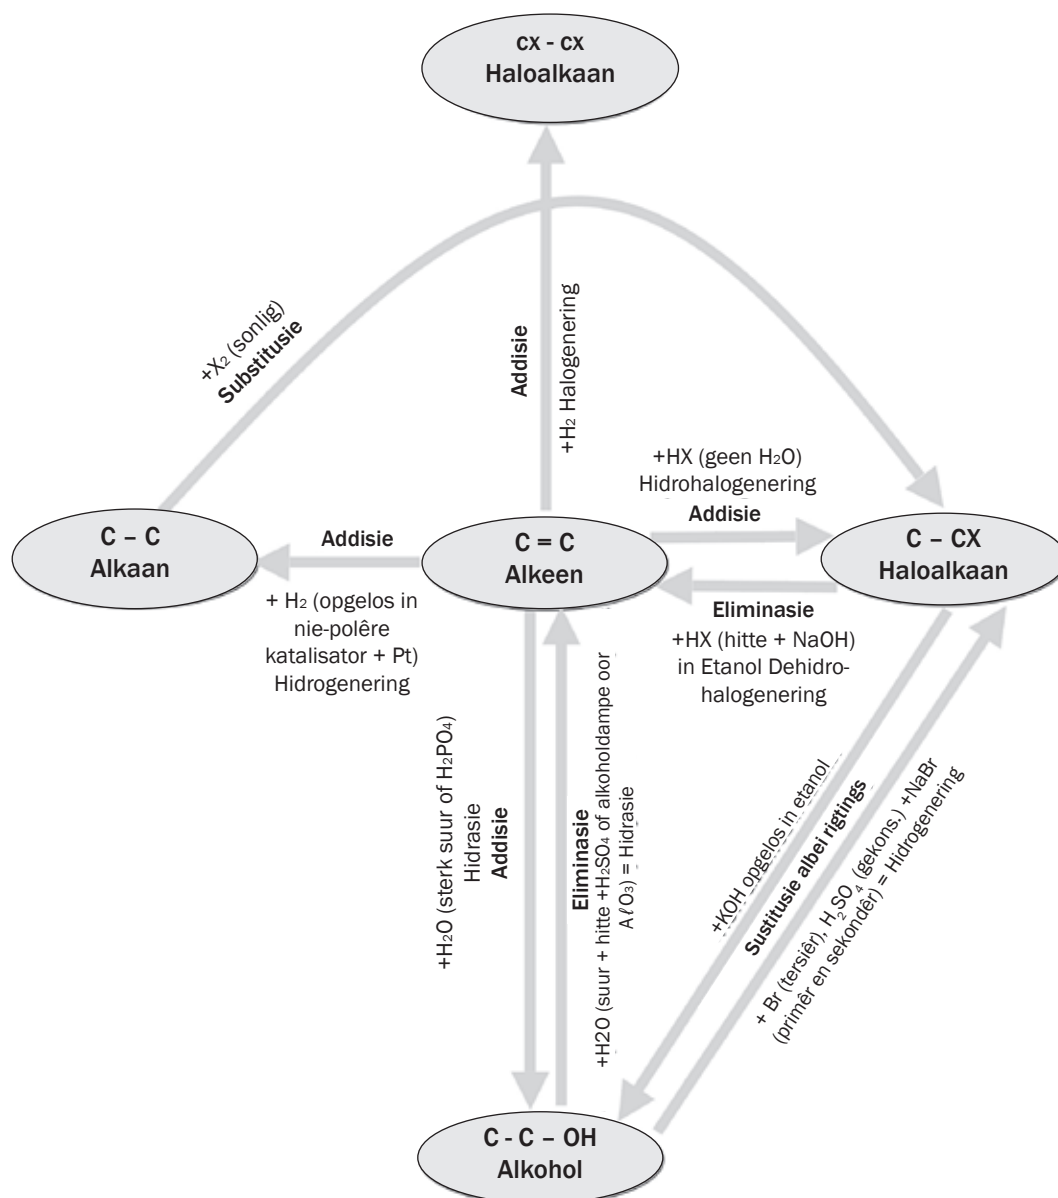 CX - CX
Haloalkaan
+X₂ (sonlig)
Substitusie
Addisie
+H₂ Halogenering
+HX (geen H₂O)
Hidrohalogenering
Addisie
C – C
Alkaan
Addisie
C = C
Alkeen
C – CX
Haloalkaan
+ H₂ (opgelos in
nie-polêre
katalisator + Pt)
Hidrogenering
Eliminasie
+HX (hitte + NaOH)
in Etanol Dehidro-
halogenering
+H₂O (sterk suur of H₂PO₄)
Hidrasie
Addisie
Eliminasie
+H2O (suur + hitte +H₂SO₄ of alkoholdampe oor
AℓO₃) = Hidrasie
+KOH opgelos in etanol
Sustitusie albei rigtings
+ Br (tersiêr), H₂SO₄ (gekons.) +NaBr
(primêr en sekondêr) = Hidrogenering
C - C – OH
Alkohol